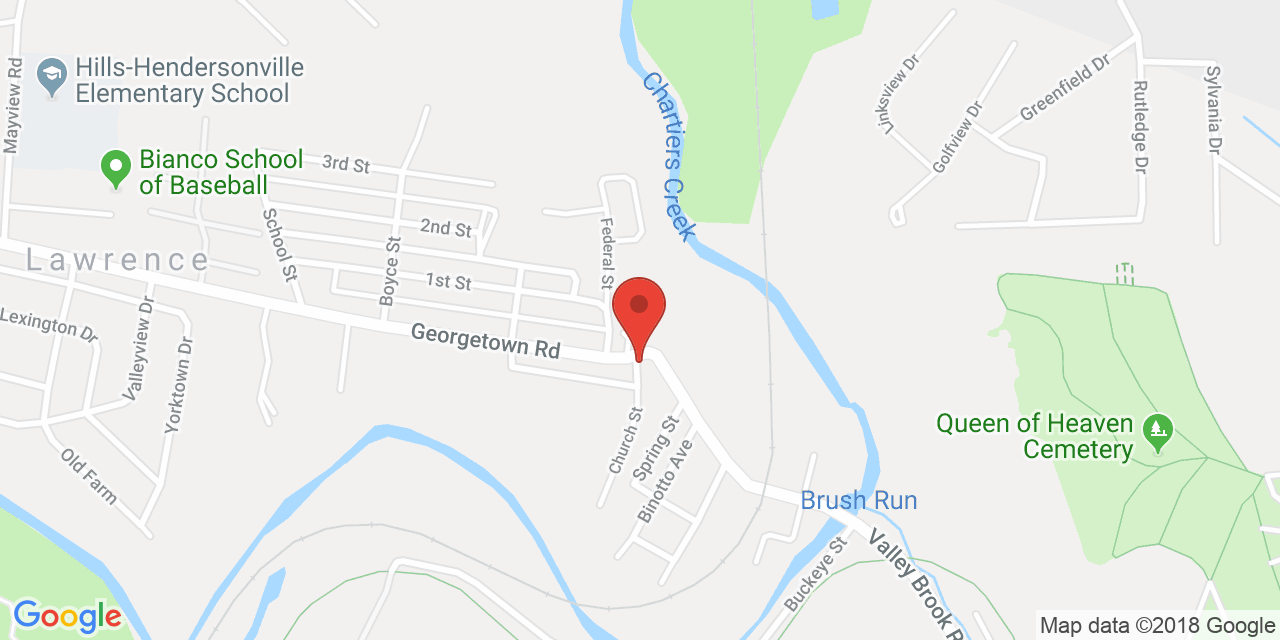 Mayview Rd
Hills-Hendersonville
Elementary School
Bianco School
of Baseball
3rd St
2nd St
1st St
School St
Boyce St
Federal St
Lawrence
Georgetown Rd
Lexington Dr
Valleyview Dr
Yorktown Dr
Old Farm
Church St
Spring St
Binotto Ave
Chartiers Creek
Linksview Dr
Golfview Dr
Greenfield Dr
Rutledge Dr
Sylvania Dr
Queen of Heaven
Cemetery
Brush Run
Buckeye St
Valley Brook R
Google
Map data ©2018 Google